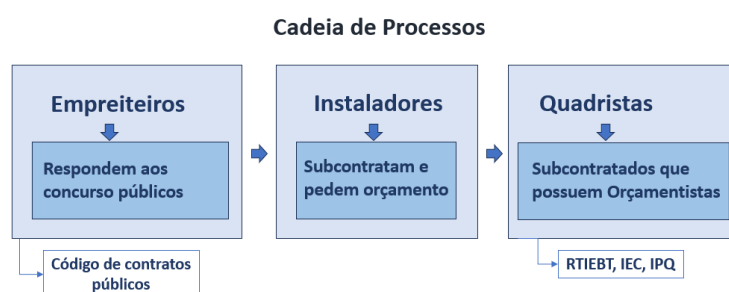 Cadeia de Processos
Empreiteiros
Respondem aos
concurso públicos
Código de contratos
públicos
Instaladores
Subcontratam e
pedem orçamento
Quadristas
Subcontratados que
possuem Orçamentistas
RTIEBT, IEC, IPQ